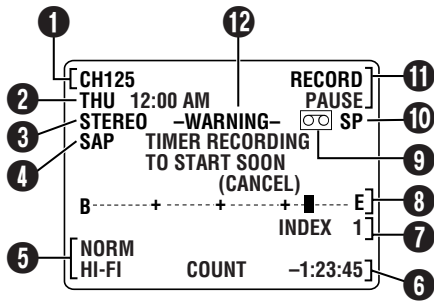 12
1 CH125 RECORD 11
2 THU 12:00 AM PAUSE
3 STEREO –WARNING– SP 10
4 SAP TIMER RECORDING 9
TO START SOON
(CANCEL)
B - - - - - - + - - - - - - + - - - - - - + - - E 8
INDEX 1 7
5 NORM
HI-FI COUNT –1:23:45 6